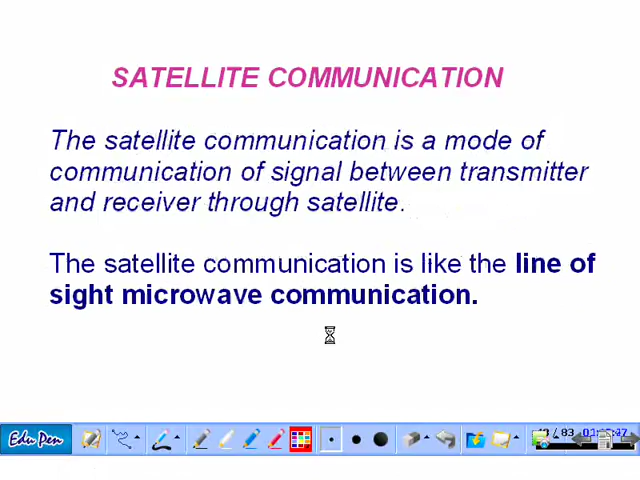 SATELLITE COMMUNICATION
The satellite communication is a mode of
communication of signal between transmitter
and receiver through satellite.
The satellite communication is like the line of
sight microwave communication.
Edu Pen
/ 83